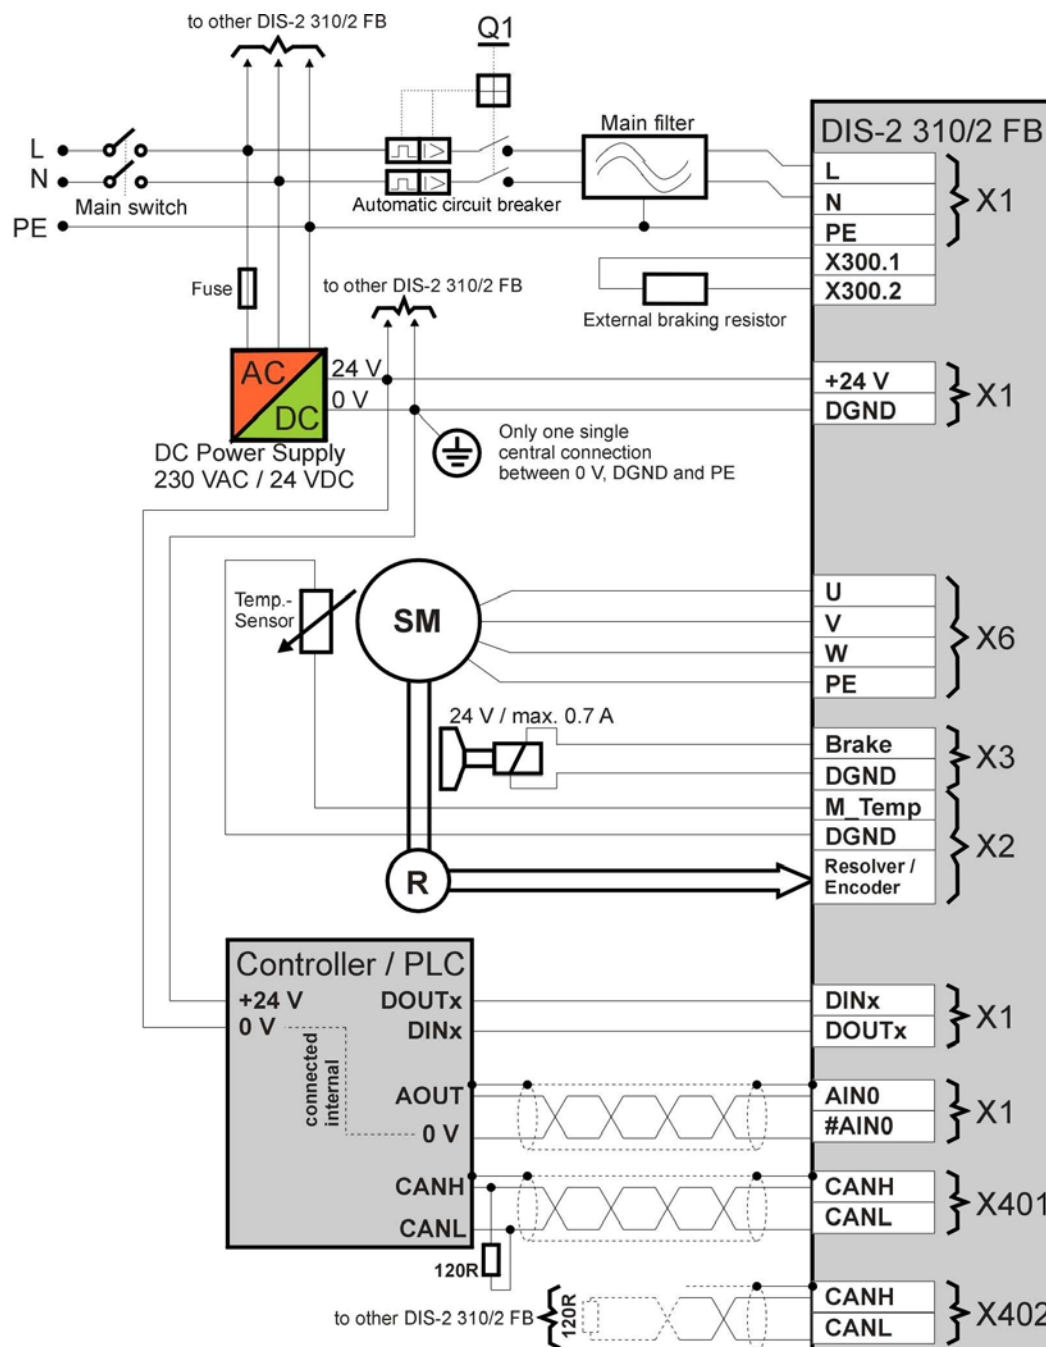 to other DIS-2 310/2 FB
Q1
Main filter
DIS-2 310/2 FB
L
N
PE
Main switch
Automatic circuit breaker
L
N
PE
X1
X300.1
X300.2
External braking resistor
Fuse
to other DIS-2 310/2 FB
AC
DC
24 V
0 V
DC Power Supply
230 VAC / 24 VDC
Only one single
central connection
between 0 V, DGND and PE
+24 V
DGND
X1
Temp.-
Sensor
SM
U
V
W
PE
X6
24 V / max. 0.7 A
Brake
DGND
X3
M_Temp
DGND
Resolver /
Encoder
X2
R
Controller / PLC
+24 V
0 V
connected
internal
DOUTx
DINx
DINx
DOUTx
X1
AOUT
0 V
AIN0
#AIN0
X1
CANH
CANL
120R
CANH
CANL
X401
to other DIS-2 310/2 FB
120R
CANH
CANL
X402